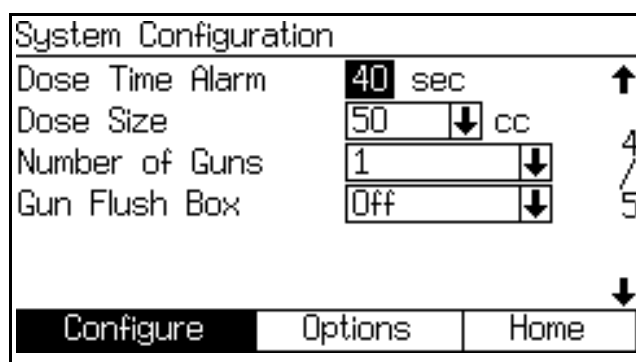 System Configuration
Dose Time Alarm 40 sec
Dose Size 50 cc
Number of Guns 1
Gun Flush Box Off
4/5
Configure Options Home